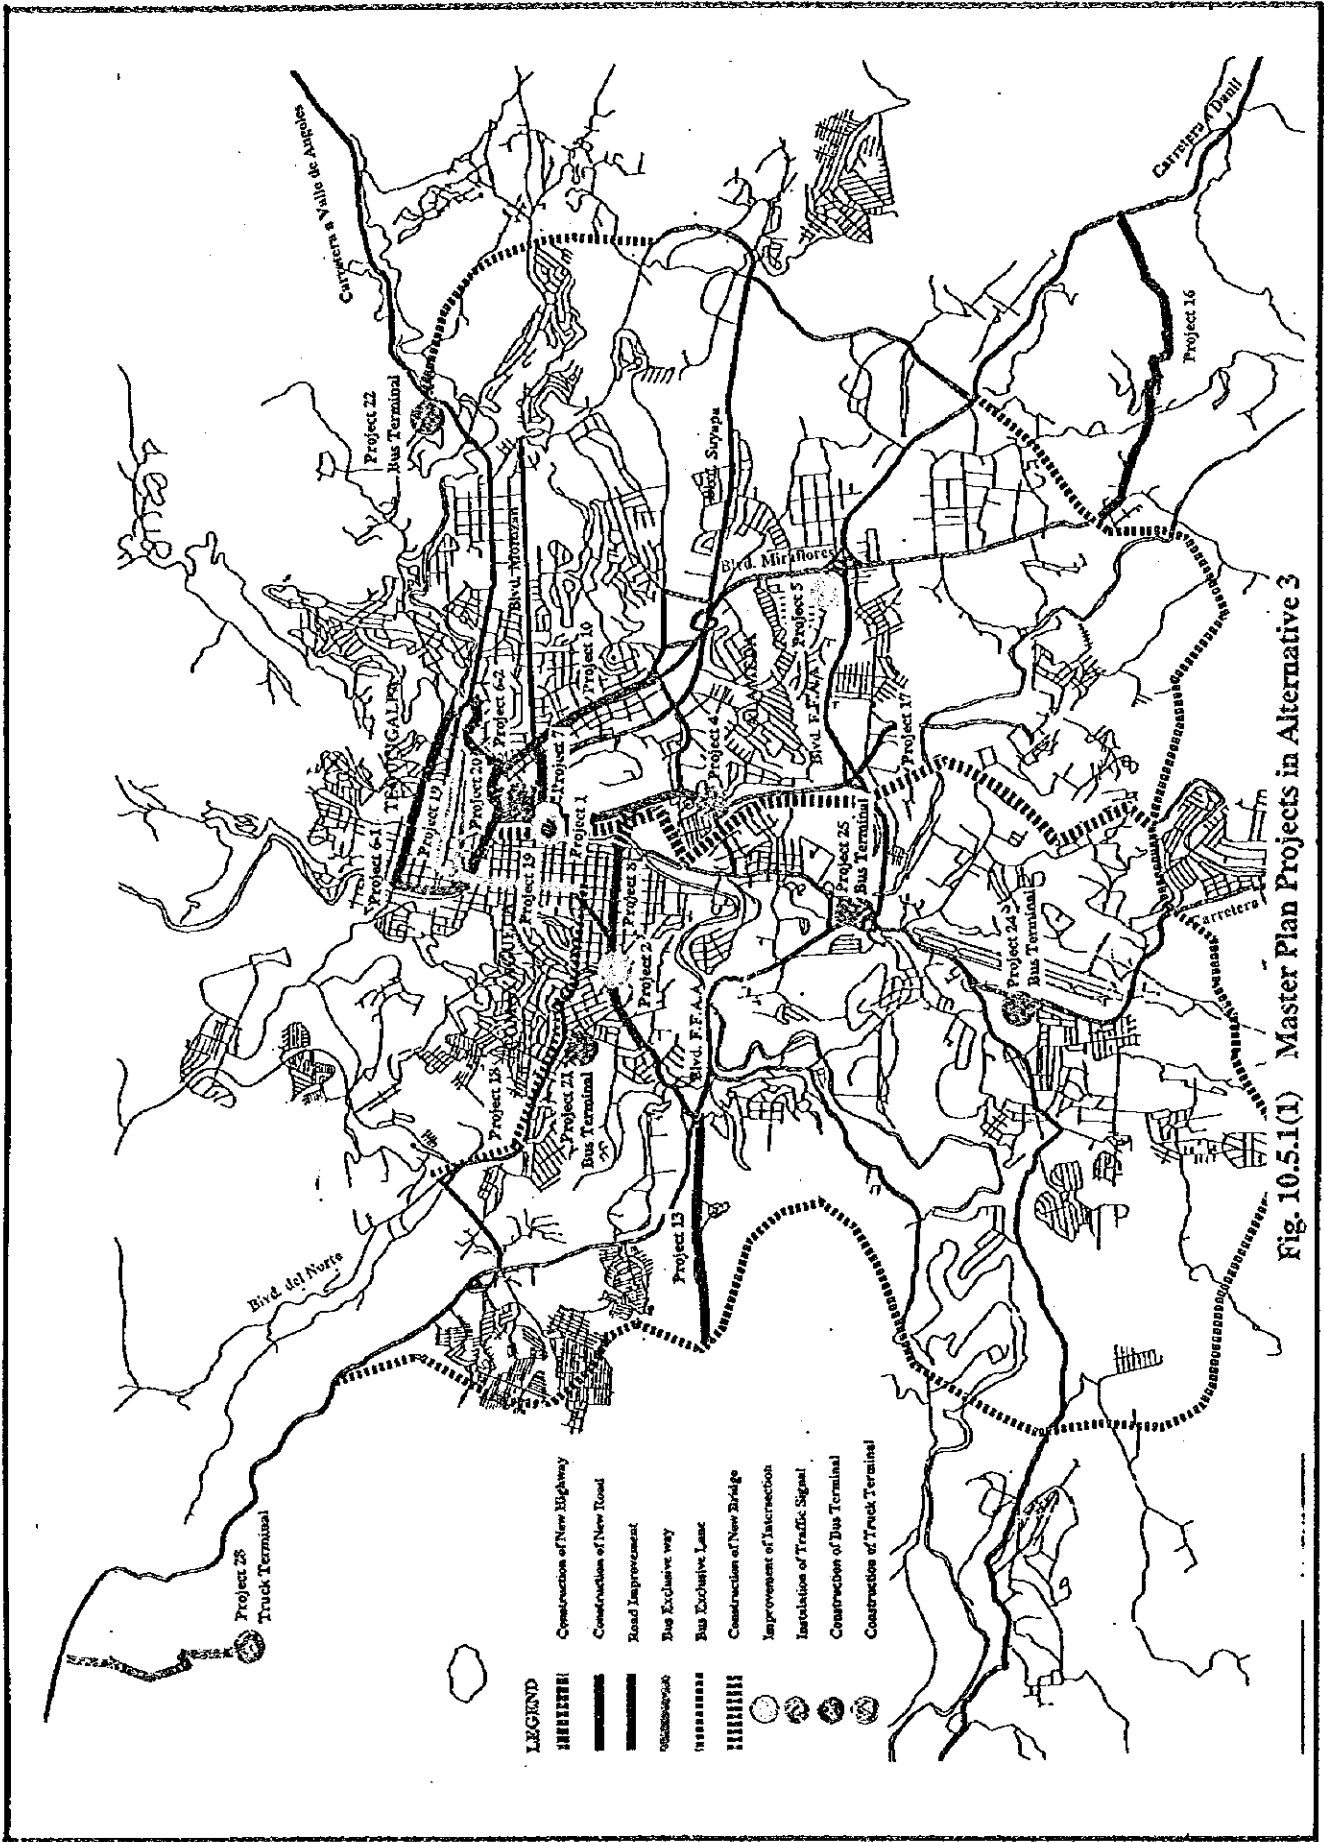 Carretera a Valle de Angeles
Carretera a Danli
Project 22
Bus Terminal
Project 16
Blvd. Morazan
Blvd. Suyapa
Blvd. Miraflores
Project 5
Project 10
Project 6-2
Project 20
Project 7
Project 19
Project 6-1
Project 1
Project 4
Blvd. F.F.A.A
Project 17
Project 19
Project 3
Project 2
Project 25
Bus Terminal
Project 24
Bus Terminal
Carretera
Blvd. F.F.A.A
Project 18
Project 21
Bus Terminal
Project 13
Blvd. del Norte
Project 28
Truck Terminal
LEGEND
Construction of New Highway
Construction of New Road
Road Improvement
Bus Exclusive way
Bus Exclusive Lane
Construction of New Bridge
Improvement of Intersection
Instalation of Traffic Signal
Construction of Bus Terminal
Construction of Truck Terminal
Fig. 10.5.1(1) Master Plan Projects in Alternative 3